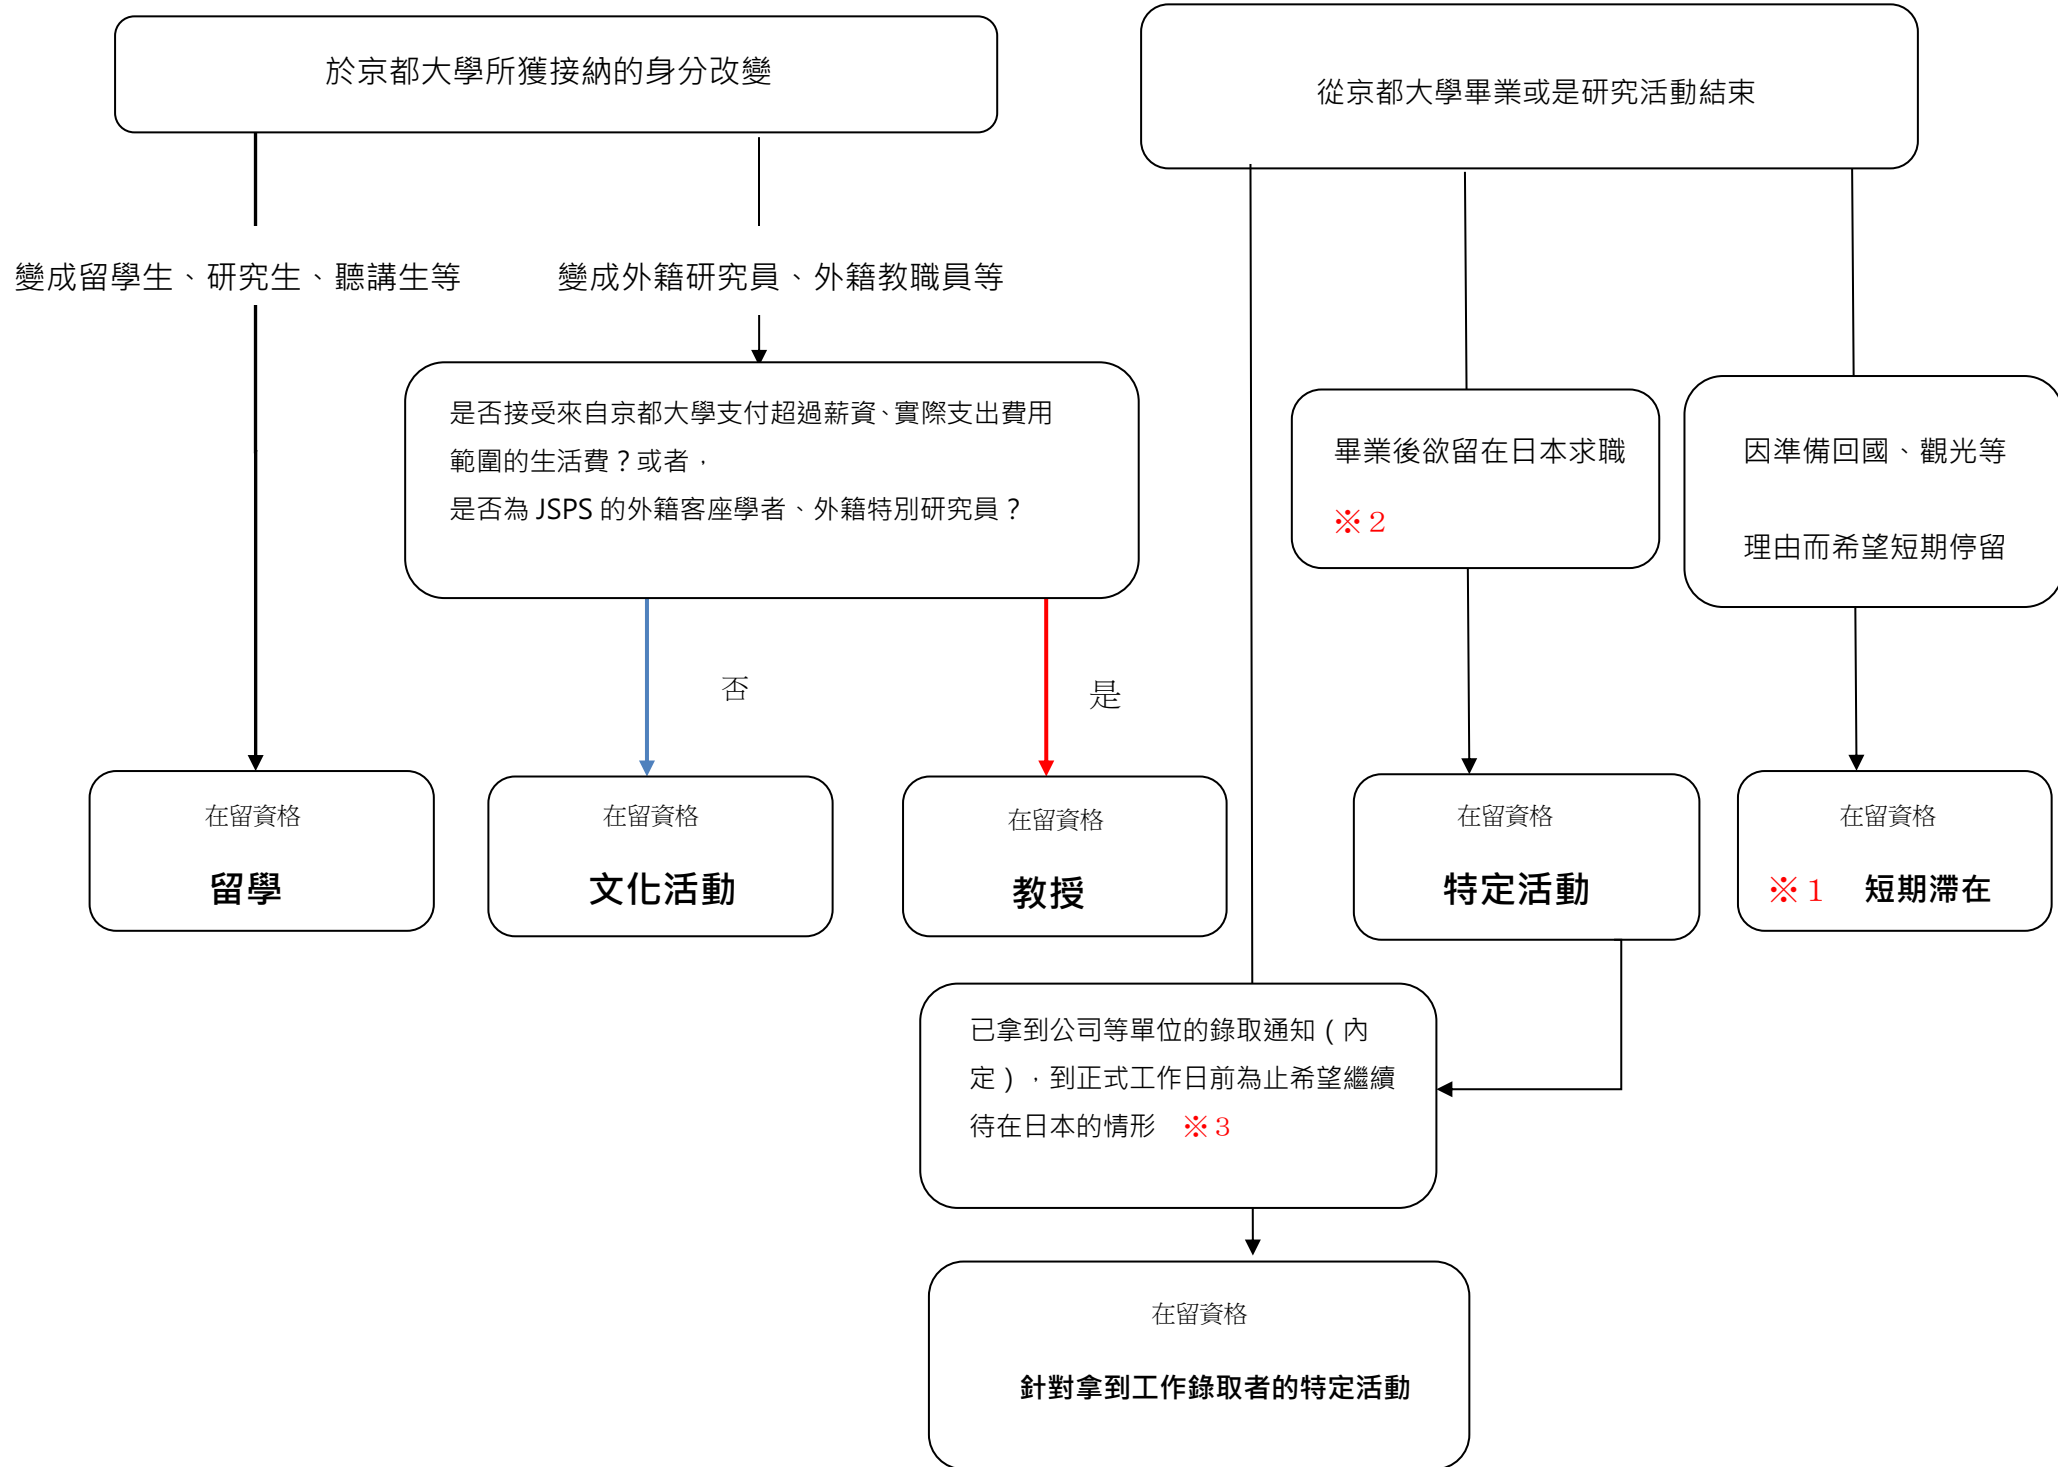 於京都大學所獲接納的身分改變
從京都大學畢業或是研究活動結束
變成留學生、研究生、聽講生等
變成外籍研究員、外籍教職員等
是否接受來自京都大學支付超過薪資、實際支出費用
範圍的生活費？或者，
是否為 JSPS 的外籍客座學者、外籍特別研究員？
畢業後欲留在日本求職
※２
因準備回國、觀光等
理由而希望短期停留
否
是
在留資格
留學
在留資格
文化活動
在留資格
教授
在留資格
特定活動
在留資格
※１ 短期滯在
已拿到公司等單位的錄取通知（內
定），到正式工作日前為止希望繼續
待在日本的情形 ※３
在留資格
針對拿到工作錄取者的特定活動